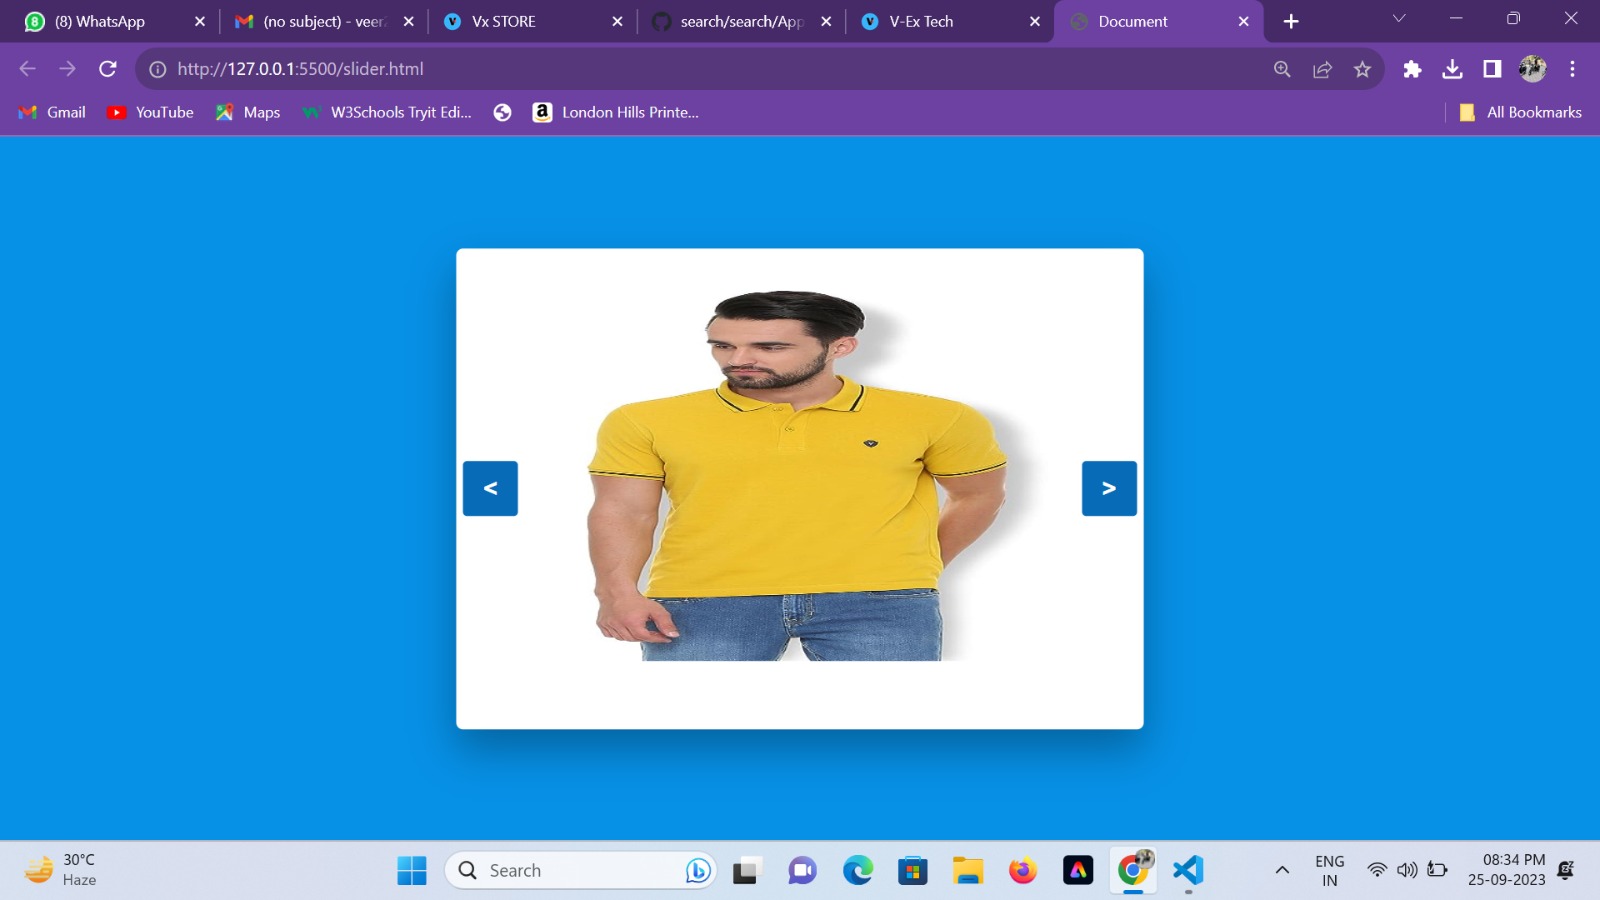 (8) WhatsApp
(no subject) - veer
Vx STORE
search/search/App
V-Ex Tech
Document
http://127.0.0.1:5500/slider.html
Gmail
YouTube
Maps
W3Schools Tryit Edi...
London Hills Printe...
All Bookmarks
<
>
30°C
Haze
Search
ENG
IN
08:34 PM
25-09-2023